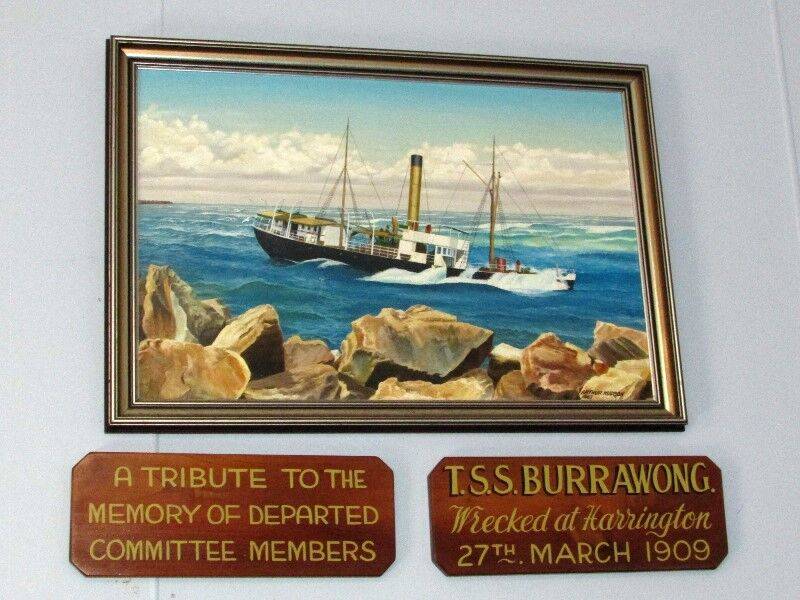 A TRIBUTE TO THE
MEMORY OF DEPARTED
COMMITTEE MEMBERS
T.S.S. BURRAWONG.
Wrecked at Harrington
27TH. MARCH 1909